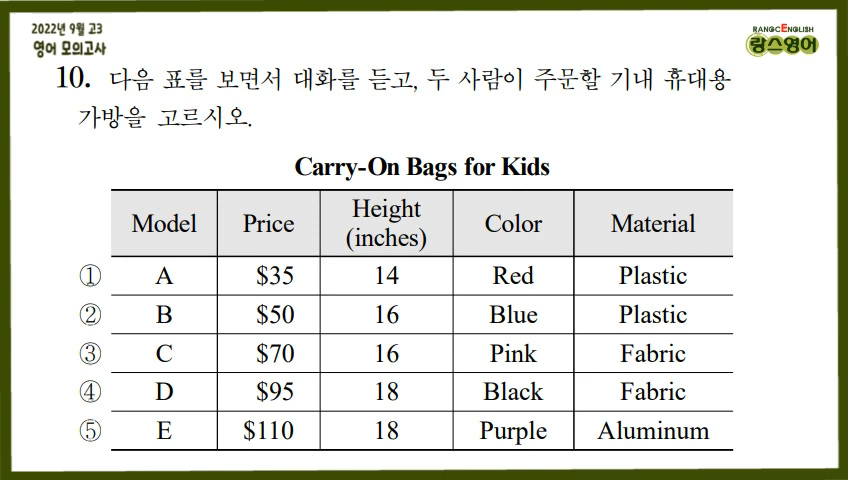 2022년 9월 고3
영어 모의고사
RANGCENGLISH
랑스영어
10. 다음 표를 보면서 대화를 듣고, 두 사람이 주문할 기내 휴대용
가방을 고르시오.
Carry-On Bags for Kids
Model Price Height (inches) Color Material
① A $35 14 Red Plastic
② B $50 16 Blue Plastic
③ C $70 16 Pink Fabric
④ D $95 18 Black Fabric
⑤ E $110 18 Purple Aluminum